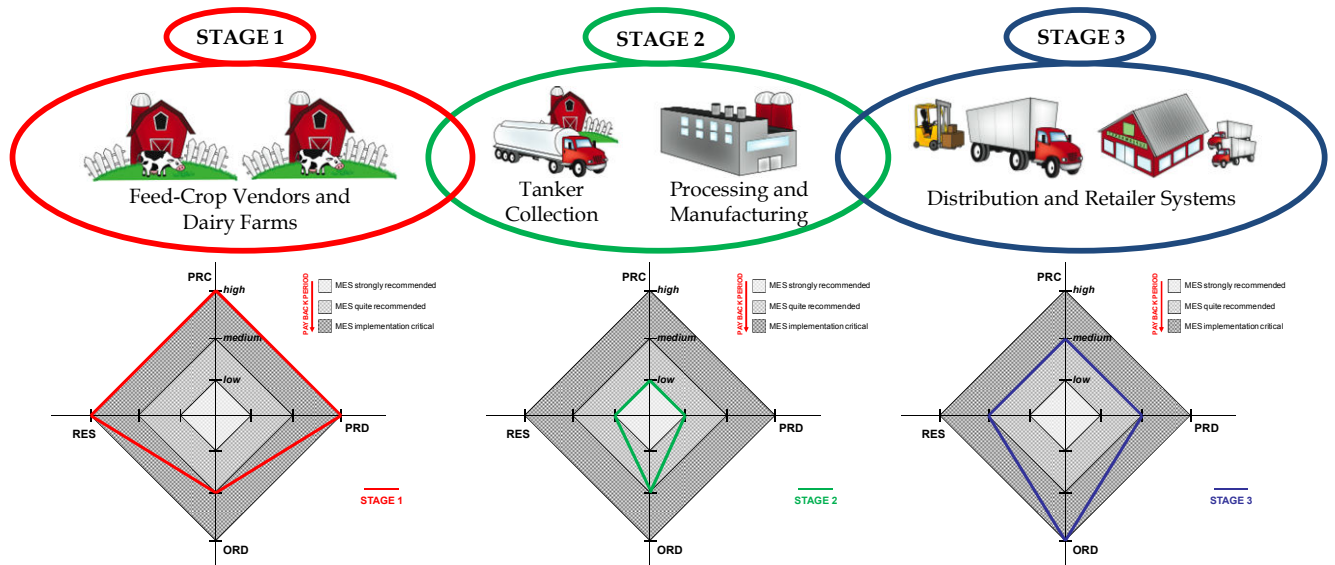 STAGE 1
STAGE 2
STAGE 3
Feed-Crop Vendors and
Dairy Farms
Tanker
Collection
Processing and
Manufacturing
Distribution and Retailer Systems
PRC
high
medium
low
RES
PRD
ORD
PAY BACK PERIOD
MES strongly recommended
MES quite recommended
MES implementation critical
STAGE 1
PRC
high
medium
low
RES
PRD
ORD
PAY BACK PERIOD
MES strongly recommended
MES quite recommended
MES implementation critical
STAGE 2
PRC
high
medium
low
RES
PRD
ORD
PAY BACK PERIOD
MES strongly recommended
MES quite recommended
MES implementation critical
STAGE 3